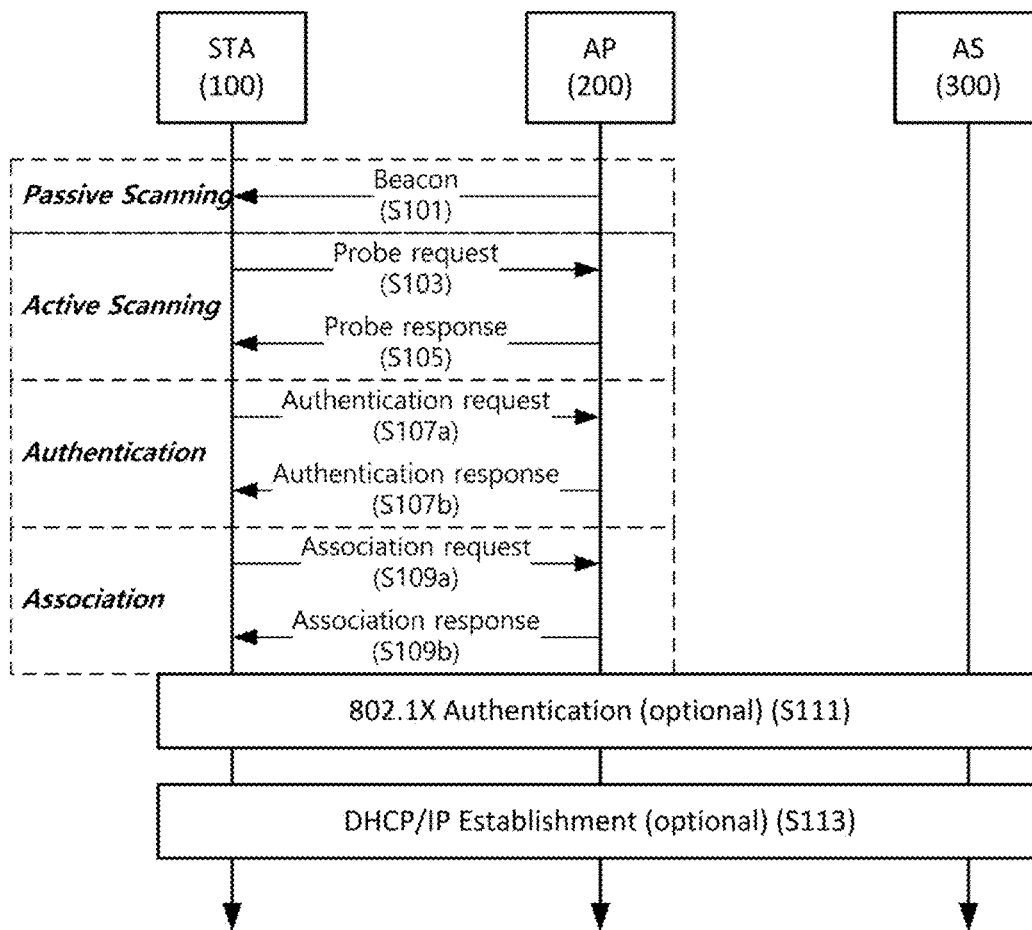 STA
(100)
AP
(200)
AS
(300)
Passive Scanning
Beacon
(S101)
Active Scanning
Probe request
(S103)
Probe response
(S105)
Authentication
Authentication request
(S107a)
Authentication response
(S107b)
Association
Association request
(S109a)
Association response
(S109b)
802.1X Authentication (optional) (S111)
DHCP/IP Establishment (optional) (S113)